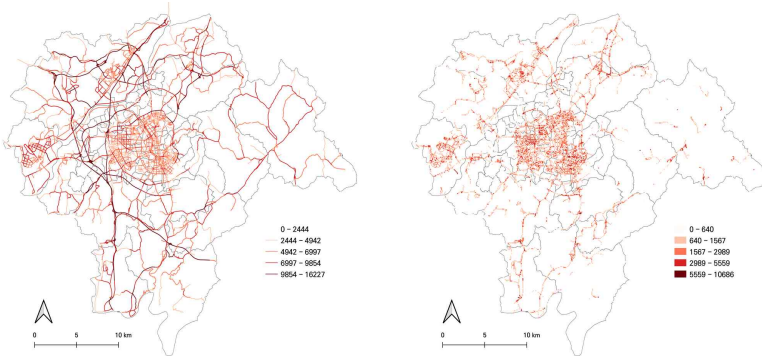 0 – 2444
2444 – 4942
4942 – 6997
6997 – 9854
9854 – 16227
0 5 10 km
0 – 640
640 – 1567
1567 – 2989
2989 – 5559
5559 – 10686
0 5 10 km